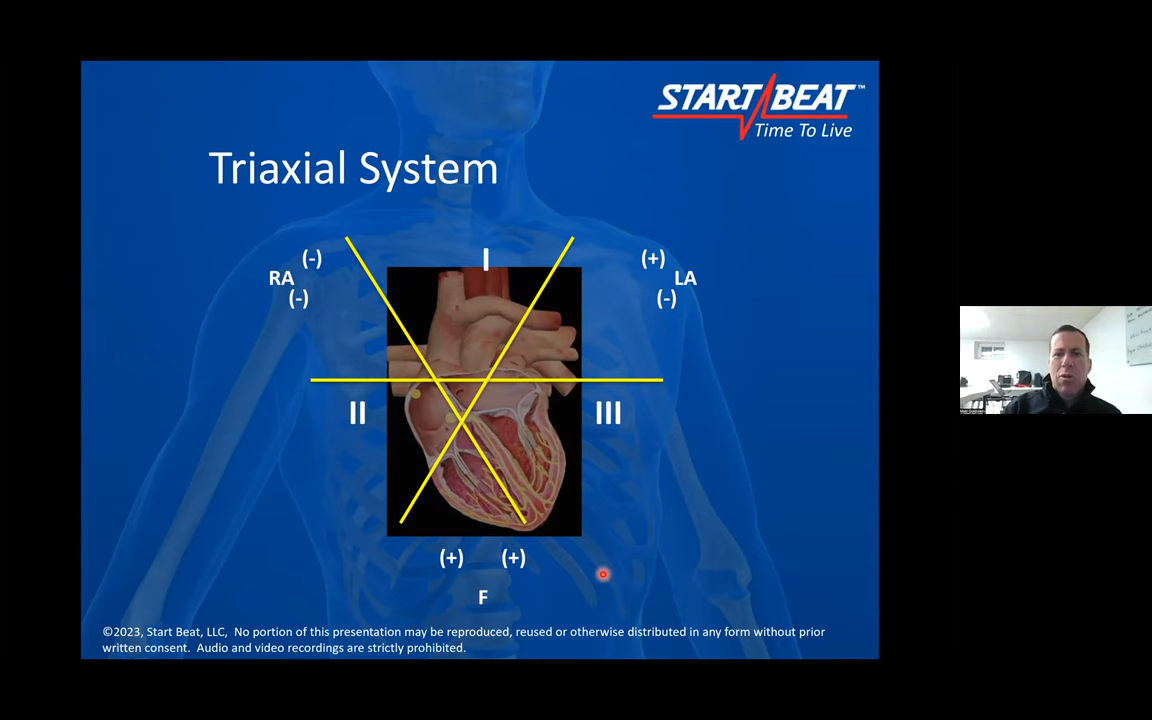 START BEAT™
Time To Live
Triaxial System
(-) I (+)
RA LA
(-) (-)
II III
(+) (+)
F
©2023, Start Beat, LLC, No portion of this presentation may be reproduced, reused or otherwise distributed in any form without prior
written consent. Audio and video recordings are strictly prohibited.